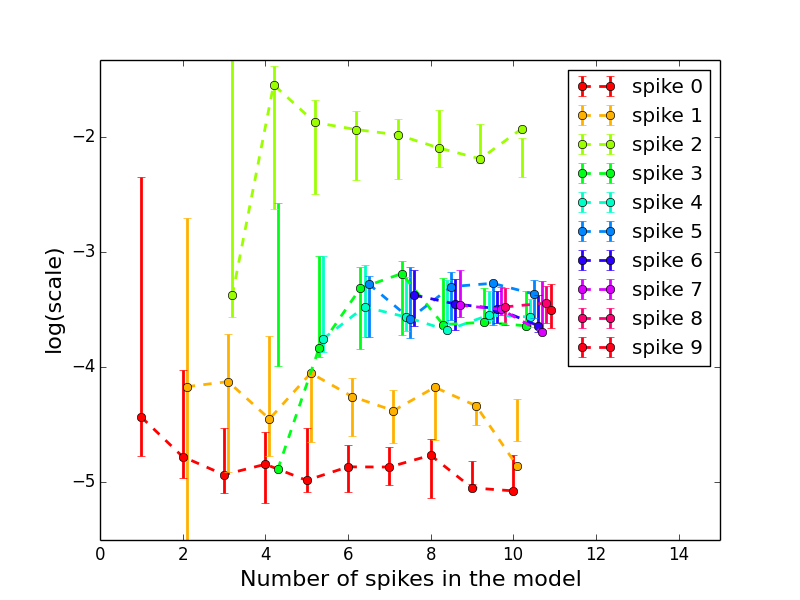 −2
−3
−4
−5
log(scale)
0
2
4
6
8
10
12
14
Number of spikes in the model
spike 0
spike 1
spike 2
spike 3
spike 4
spike 5
spike 6
spike 7
spike 8
spike 9